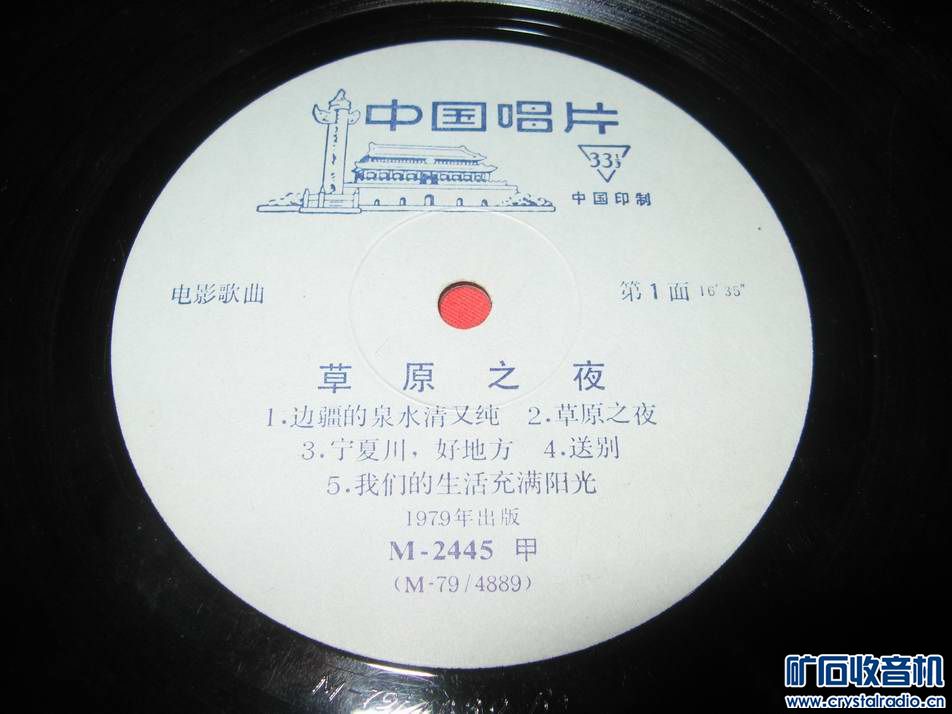 中国唱片
33⅓
中国印制
电影歌曲
第1面 16′35″
草原之夜
1.边疆的泉水清又纯 2.草原之夜
3.宁夏川，好地方 4.送别
5.我们的生活充满阳光
1979年出版
M-2445 甲
(M-79/4889)
矿石收音机
www.crystalradio.cn